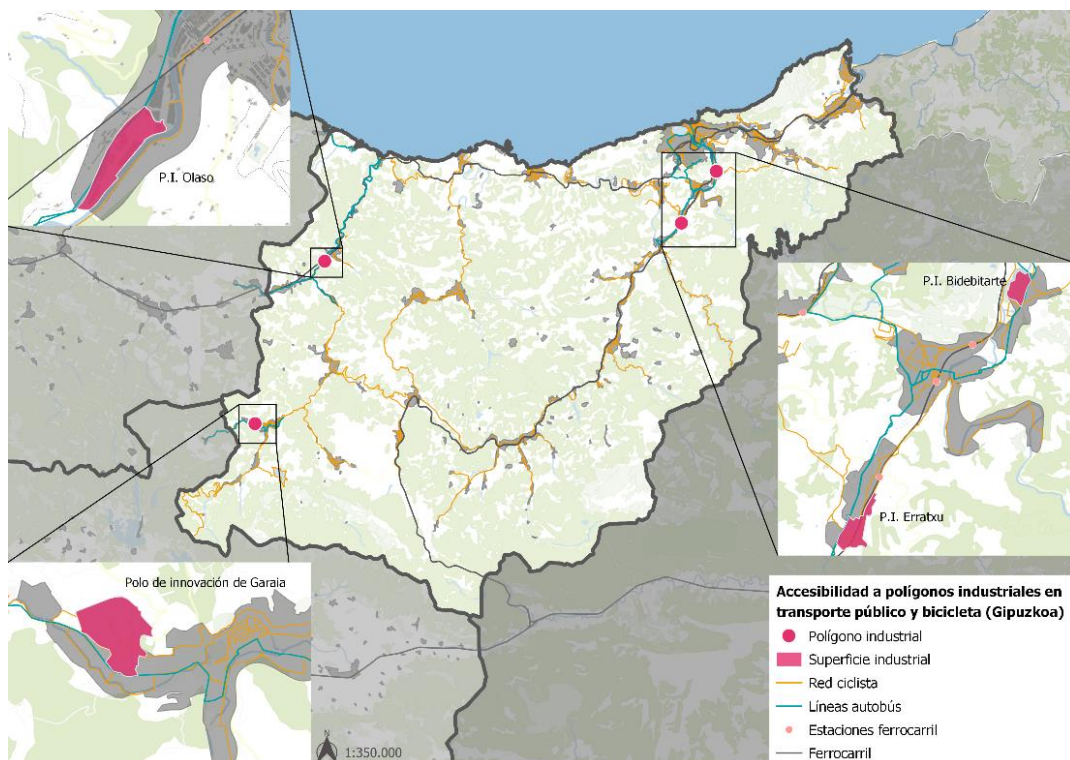 P.I. Olaso
P.I. Bidebitarte
P.I. Erratxu
Polo de innovación de Garaia
N
1:350.000
Accesibilidad a polígonos industriales en
transporte público y bicicleta (Gipuzkoa)
Polígono industrial
Superficie industrial
Red ciclista
Líneas autobús
Estaciones ferrocarril
Ferrocarril